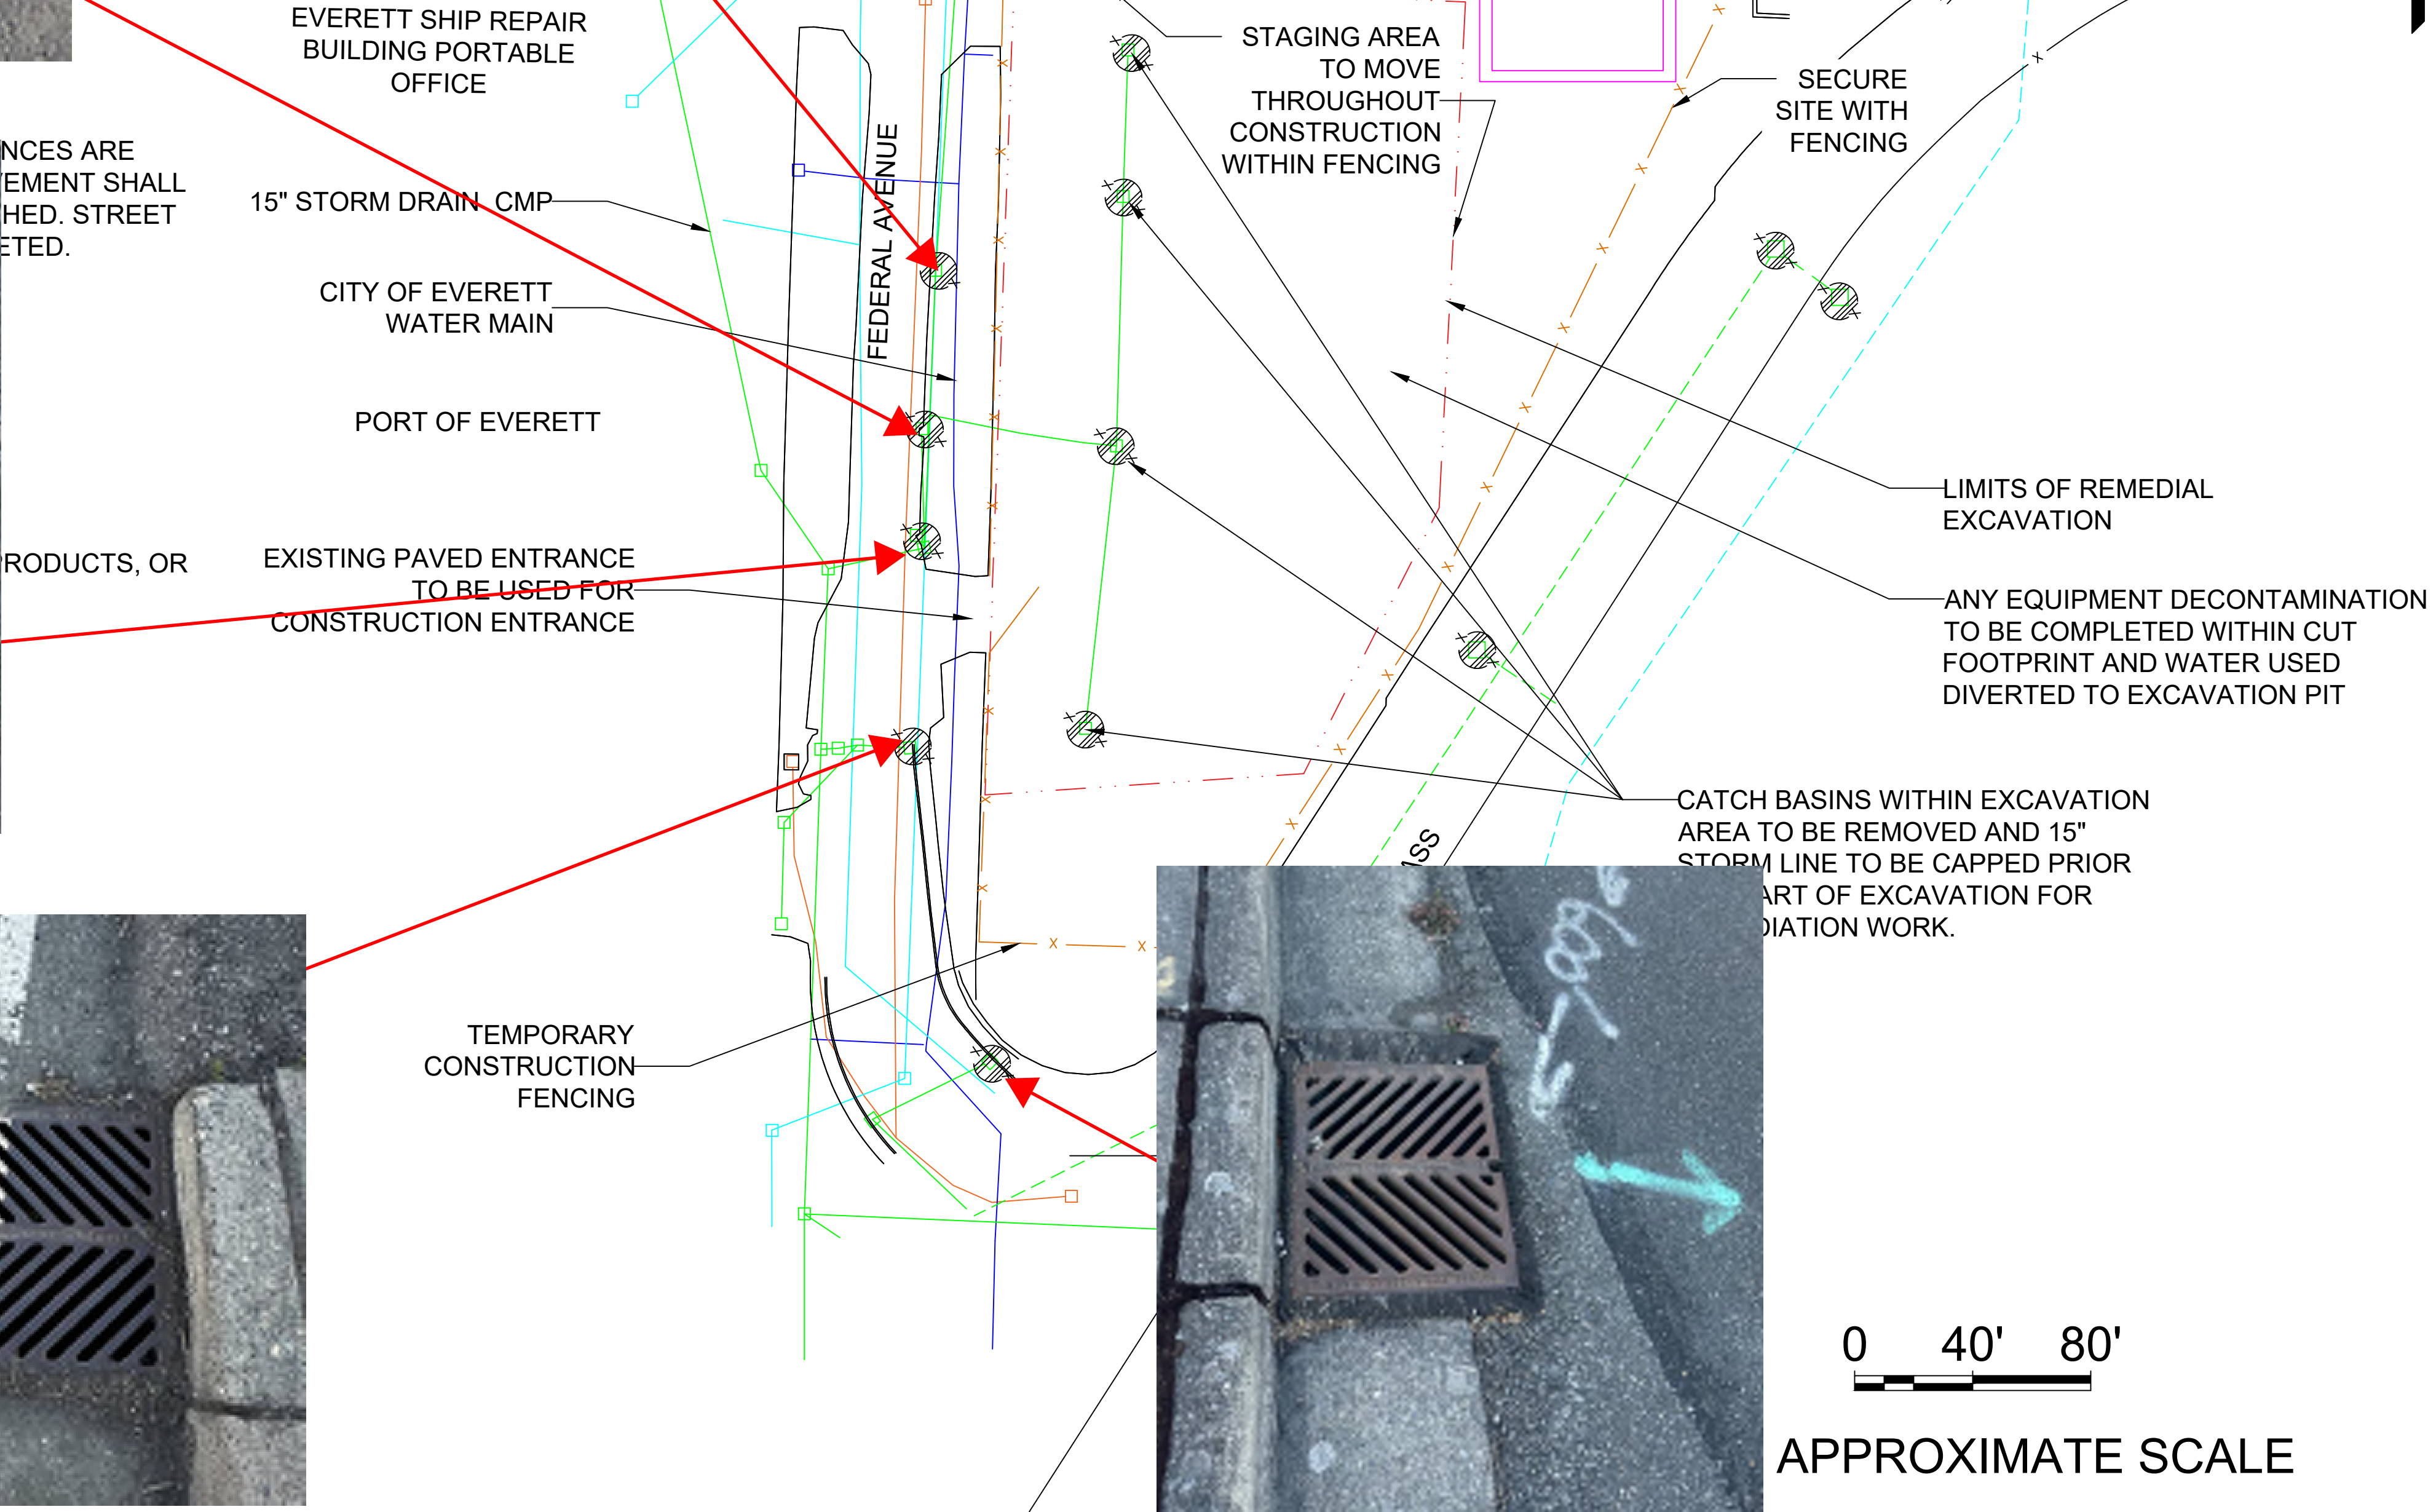 EVERETT SHIP REPAIR
BUILDING PORTABLE
OFFICE
NCES ARE
VEMENT SHALL
HED. STREET
ETED.
15" STORM DRAIN CMP
FEDERAL AVENUE
CITY OF EVERETT
WATER MAIN
PORT OF EVERETT
RODUCTS, OR
EXISTING PAVED ENTRANCE
TO BE USED FOR
CONSTRUCTION ENTRANCE
TEMPORARY
CONSTRUCTION
FENCING
STAGING AREA
TO MOVE
THROUGHOUT
CONSTRUCTION
WITHIN FENCING
SECURE
SITE WITH
FENCING
LIMITS OF REMEDIAL
EXCAVATION
ANY EQUIPMENT DECONTAMINATION
TO BE COMPLETED WITHIN CUT
FOOTPRINT AND WATER USED
DIVERTED TO EXCAVATION PIT
CATCH BASINS WITHIN EXCAVATION
AREA TO BE REMOVED AND 15"
STORM LINE TO BE CAPPED PRIOR
ART OF EXCAVATION FOR
DIATION WORK.
ASS
0 40' 80'
APPROXIMATE SCALE